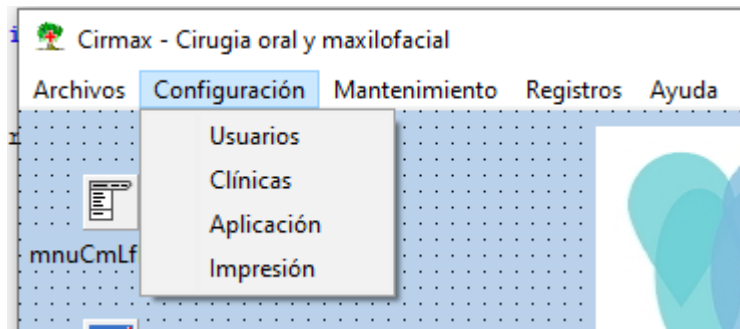 Cirmax - Cirugia oral y maxilofacial
Archivos Configuración Mantenimiento Registros Ayuda
Usuarios
Clínicas
Aplicación
mnuCmLf
Impresión